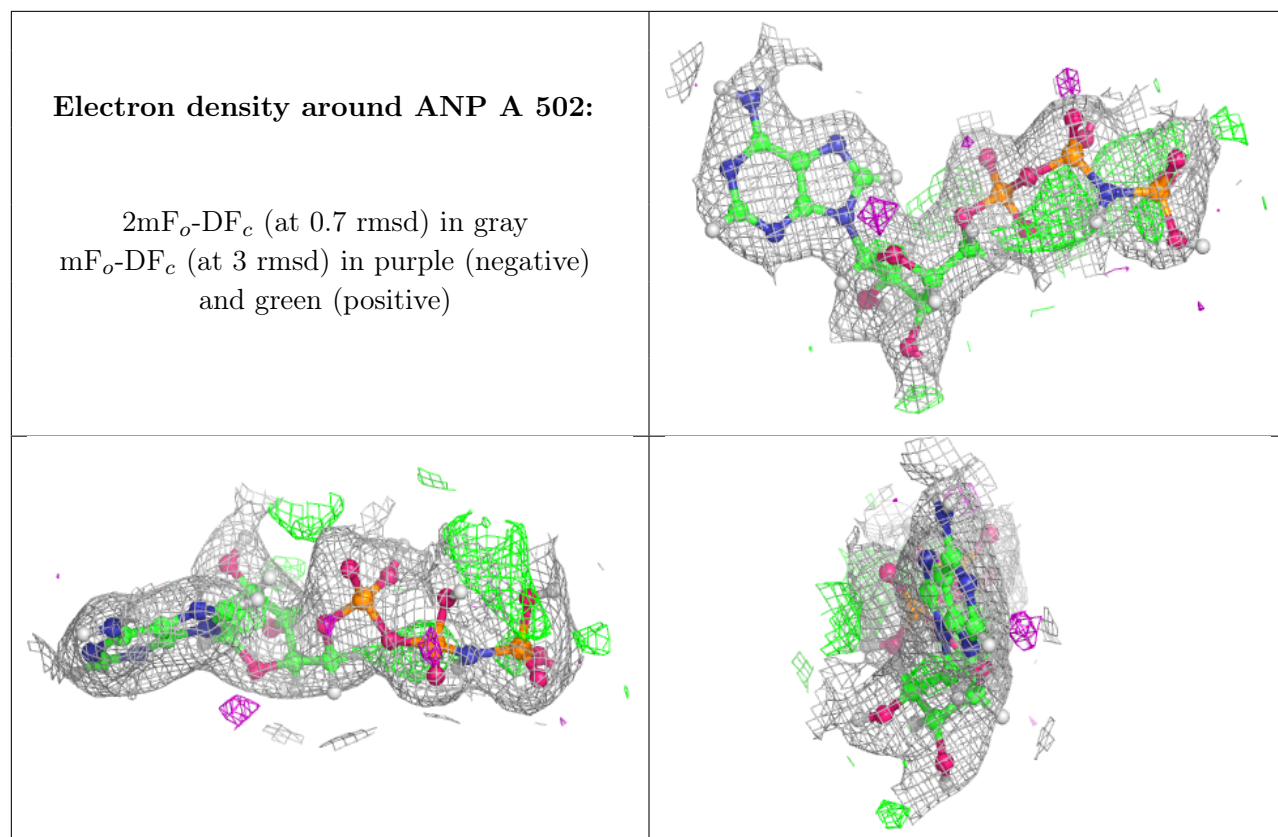 Electron density around ANP A 502:
2mFo-DFc (at 0.7 rmsd) in gray
mFo-DFc (at 3 rmsd) in purple (negative)
and green (positive)